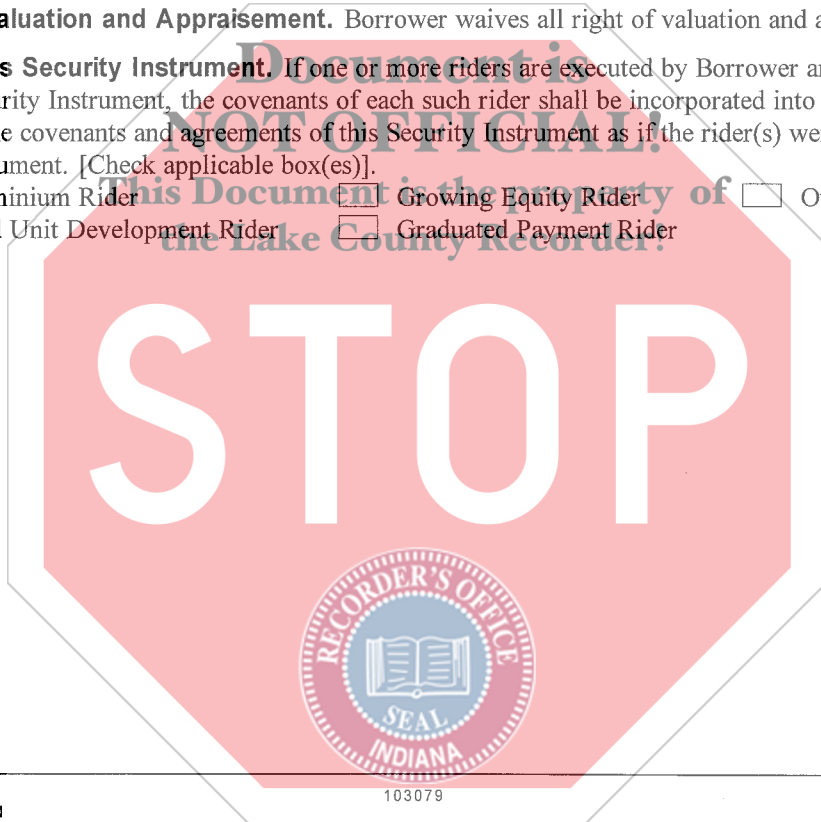 aluation and Appraisement. Borrower waives all right of valuation and a
Document is
s Security Instrument. If one or more riders are executed by Borrower an
rity Instrument, the covenants of each such rider shall be incorporated into
NOT OFFICIAL!
e covenants and agreements of this Security Instrument as if the rider(s) wer
ument. [Check applicable box(es)].
This Document is the property of
ninium Rider Growing Equity Rider O
the Lake County Recorder!
l Unit Development Rider Graduated Payment Rider
STOP
RECORDER'S OFFICE
SEAL
INDIANA
103079